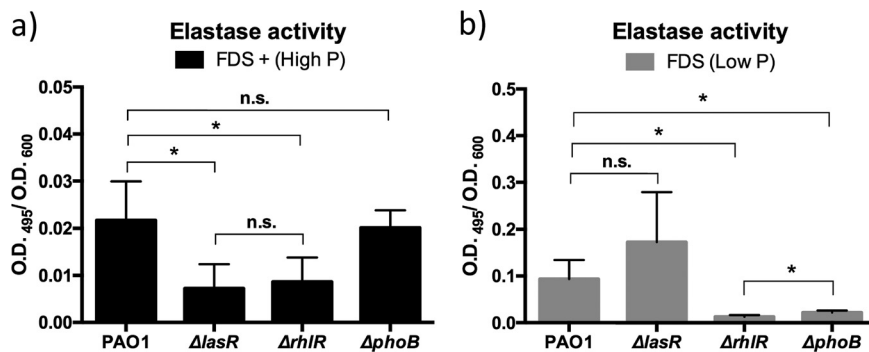 a)
Elastase activity
FDS + (High P)
n.s.
*
*
n.s.
O.D. 495/ O.D. 600
0.05
0.04
0.03
0.02
0.01
0.00
PAO1 ΔlasR ΔrhlR ΔphoB
b)
Elastase activity
FDS (Low P)
*
*
n.s.
*
O.D. 495/ O.D. 600
0.5
0.4
0.3
0.2
0.1
0.0
PAO1 ΔlasR ΔrhlR ΔphoB